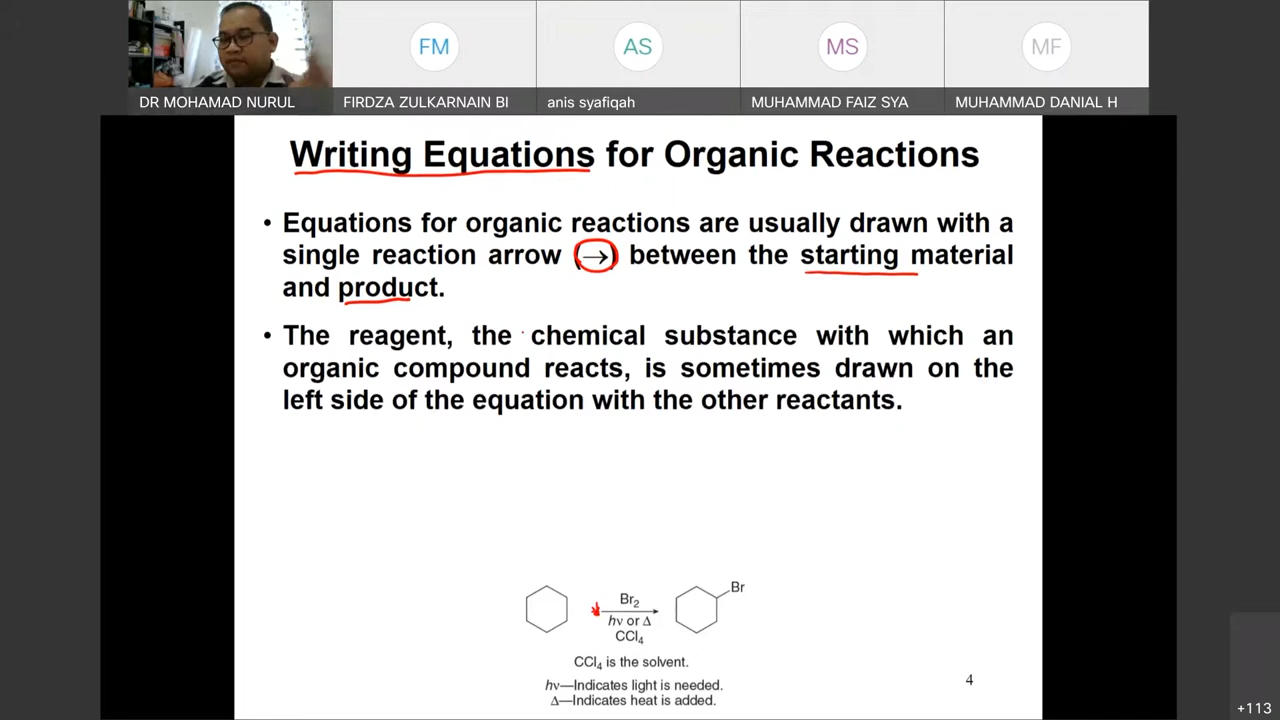 FM
AS
MS
MF
DR MOHAMAD NURUL
FIRDZA ZULKARNAIN BI
anis syafiqah
MUHAMMAD FAIZ SYA
MUHAMMAD DANIAL H
Writing Equations for Organic Reactions
• Equations for organic reactions are usually drawn with a
single reaction arrow (→) between the starting material
and product.
• The reagent, the chemical substance with which an
organic compound reacts, is sometimes drawn on the
left side of the equation with the other reactants.
Br
Br₂
hν or Δ
CCl₄
CCl₄ is the solvent.
hν—Indicates light is needed.
Δ—Indicates heat is added.
4
+113